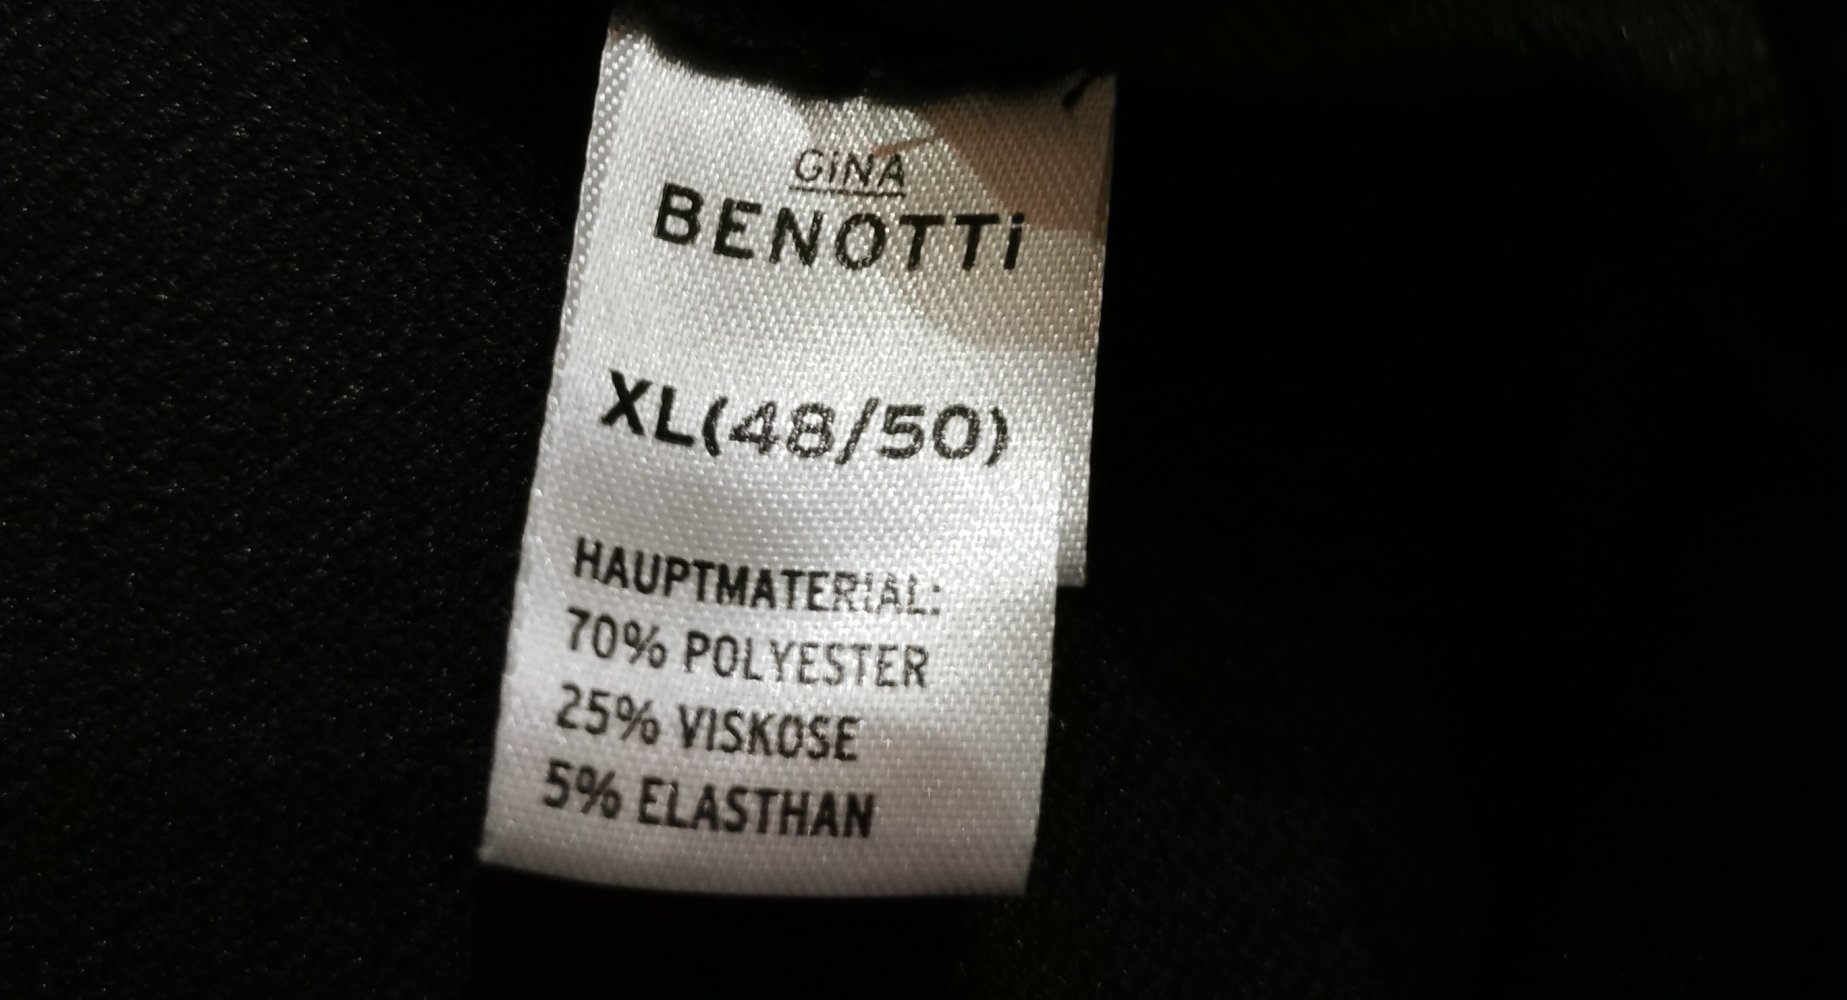 GiNA
BENOTTi
XL(48/50)
HAUPTMATERIAL:
70% POLYESTER
25% VISKOSE
5% ELASTHAN